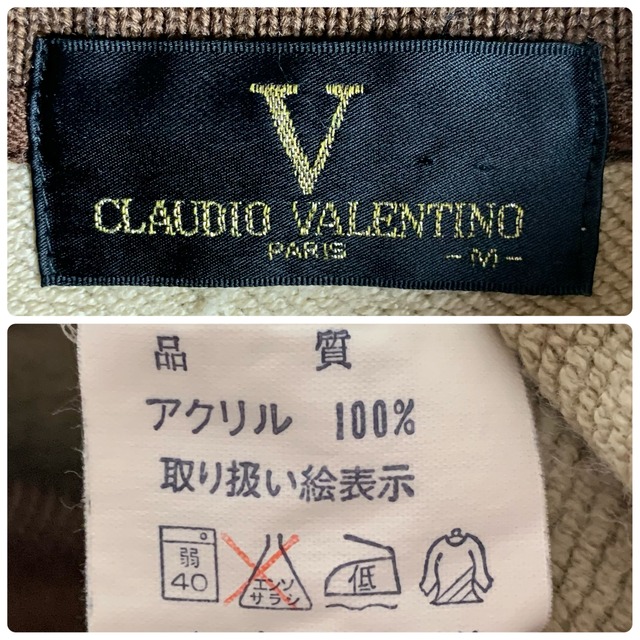 V
CLAUDIO VALENTINO
PARIS -M-
品 質
アクリル 100%
取り扱い絵表示
弱 40 エンソ サラシ 低